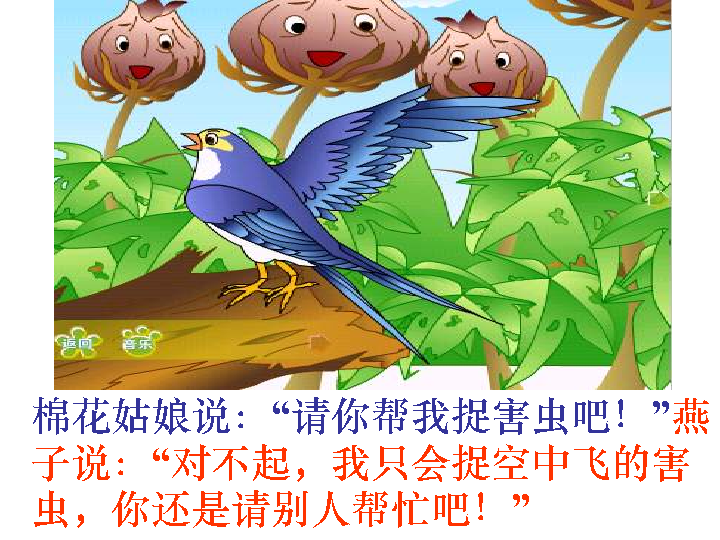 返回 音乐
棉花姑娘说：“请你帮我捉害虫吧！”燕
子说：“对不起，我只会捉空中飞的害
虫，你还是请别人帮忙吧！”